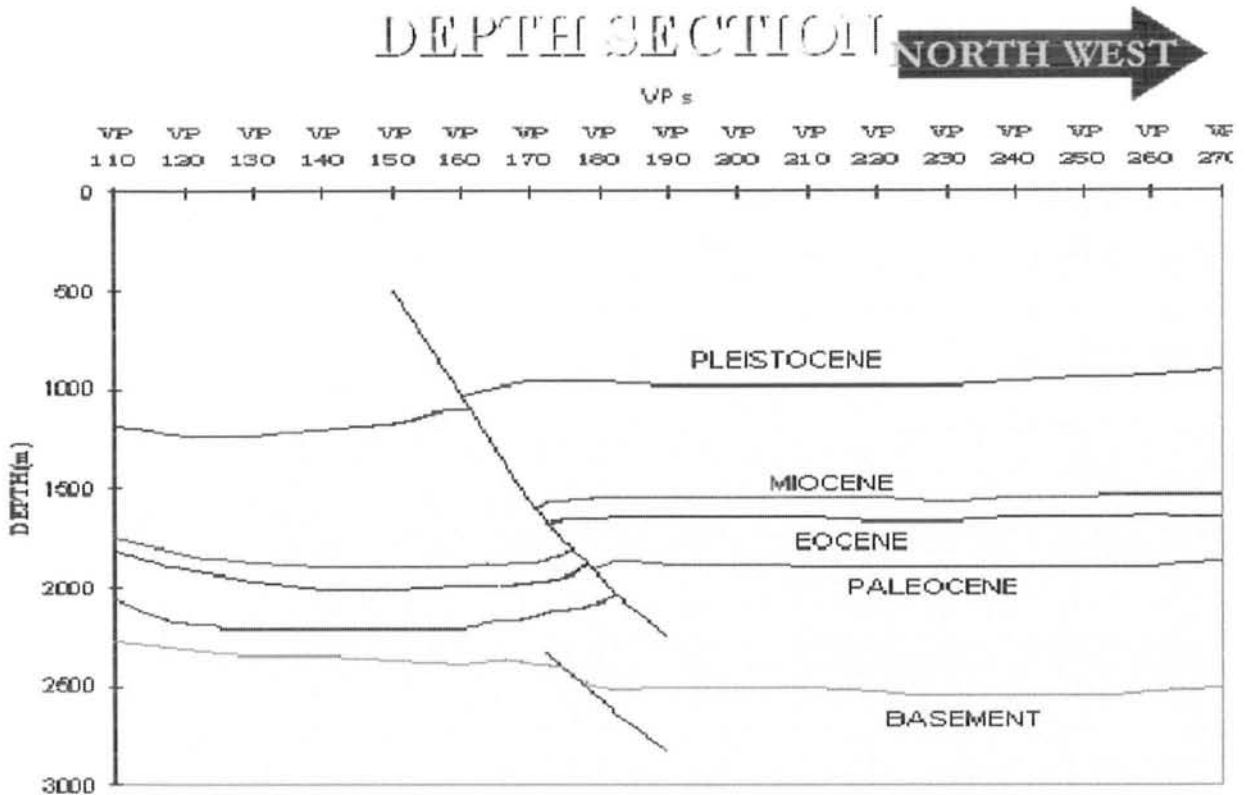 DEPTH SECTION
NORTH WEST
VP s
VP VP VP VP VP VP VP VP VP VP VP VP VP VP VP VP VP
110 120 130 140 150 160 170 180 190 200 210 220 230 240 250 260 270
0
500
1000
1500
2000
2500
3000
DEPTH(m)
PLEISTOCENE
MIOCENE
EOCENE
PALEOCENE
BASEMENT